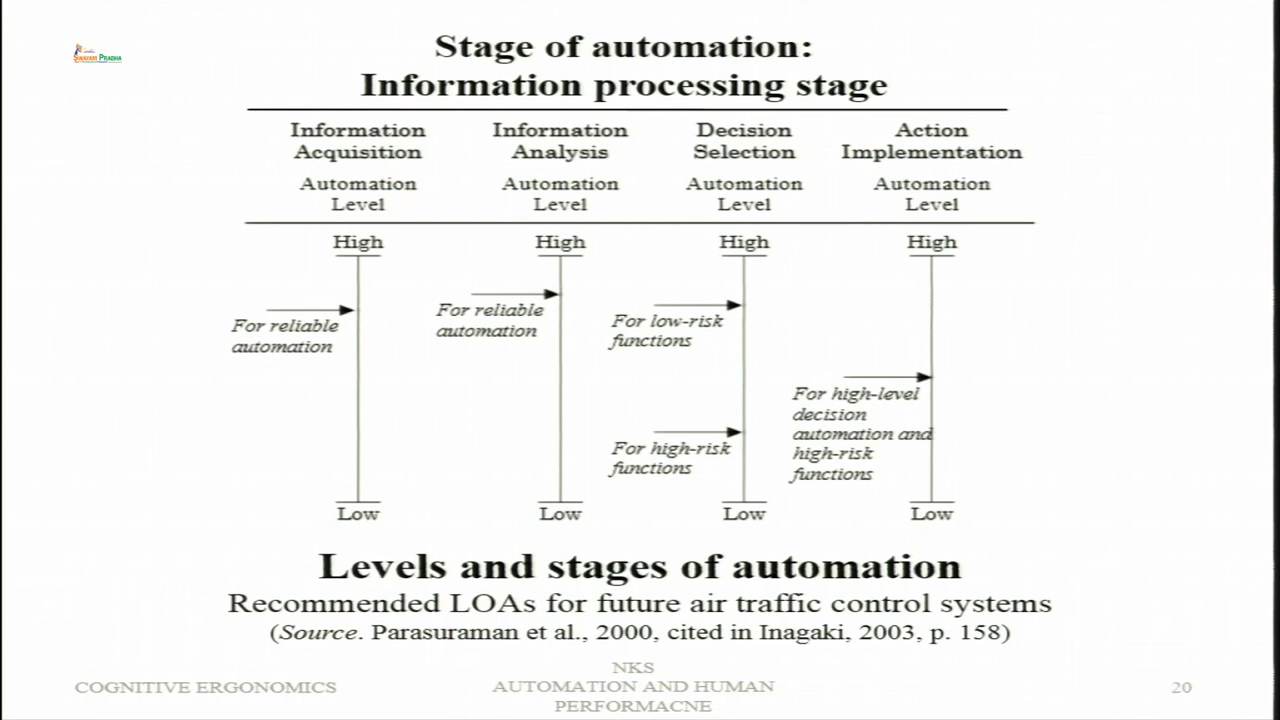 SWAYAM PRABHA
Stage of automation:
Information processing stage
Information
Acquisition
Automation
Level
Information
Analysis
Automation
Level
Decision
Selection
Automation
Level
Action
Implementation
Automation
Level
High
High
High
High
For reliable
automation
For reliable
automation
For low-risk
functions
For high-risk
functions
For high-level
decision
automation and
high-risk
functions
Low
Low
Low
Low
Levels and stages of automation
Recommended LOAs for future air traffic control systems
(Source. Parasuraman et al., 2000, cited in Inagaki, 2003, p. 158)
COGNITIVE ERGONOMICS
NKS
AUTOMATION AND HUMAN
PERFORMACNE
20